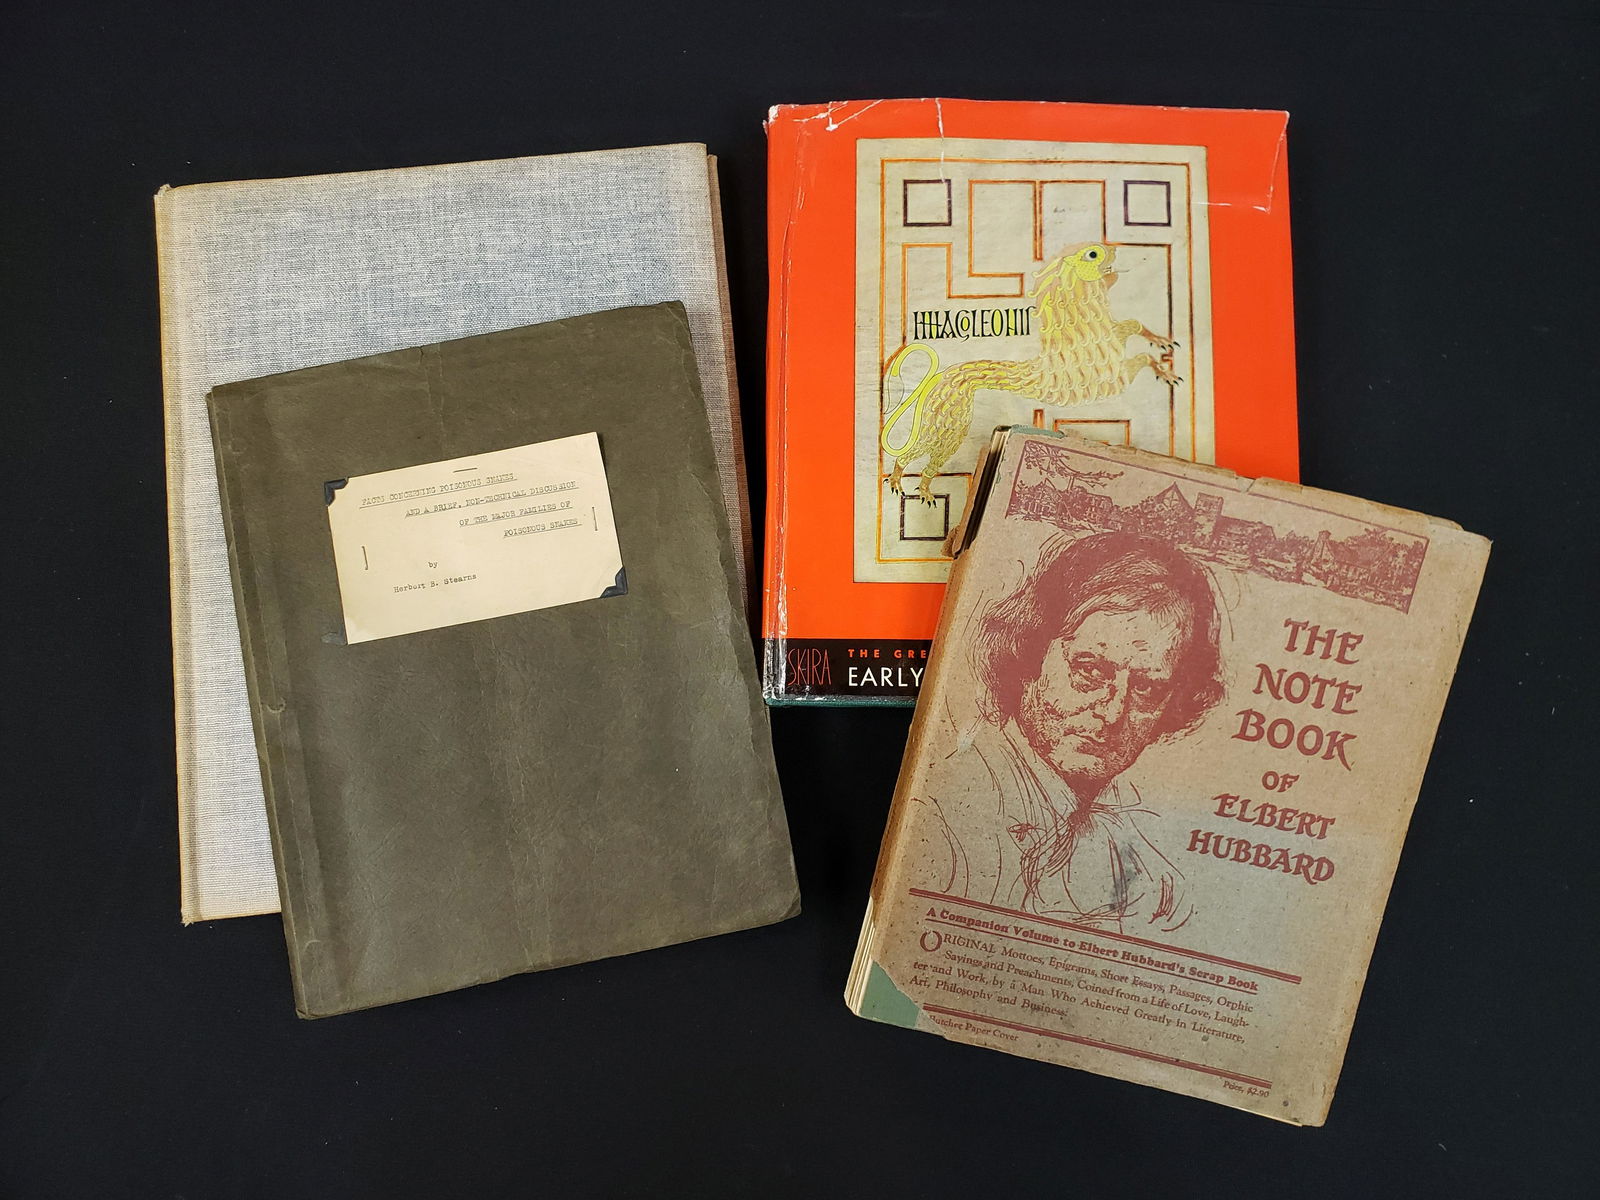 FACTS CONCERNING POISONOUS SNAKES
AND A BRIEF, NON-TECHNICAL DISCUSSION
OF THE MAJOR FAMILIES OF
POISONOUS SNAKES
by
Herbert B. Stearns
SKIRA
THE GRE
EARLY
THE
NOTE
BOOK
OF
ELBERT
HUBBARD
A Companion Volume to Elbert Hubbard's Scrap Book
ORIGINAL Mottoes, Epigrams, Short Essays, Passages, Orphic
Sayings and Preachments, Coined from a Life of Love, Laugh-
ter and Work, by a Man Who Achieved Greatly in Literature,
Art, Philosophy and Business.
Butcher Paper Cover
Price, $2.90